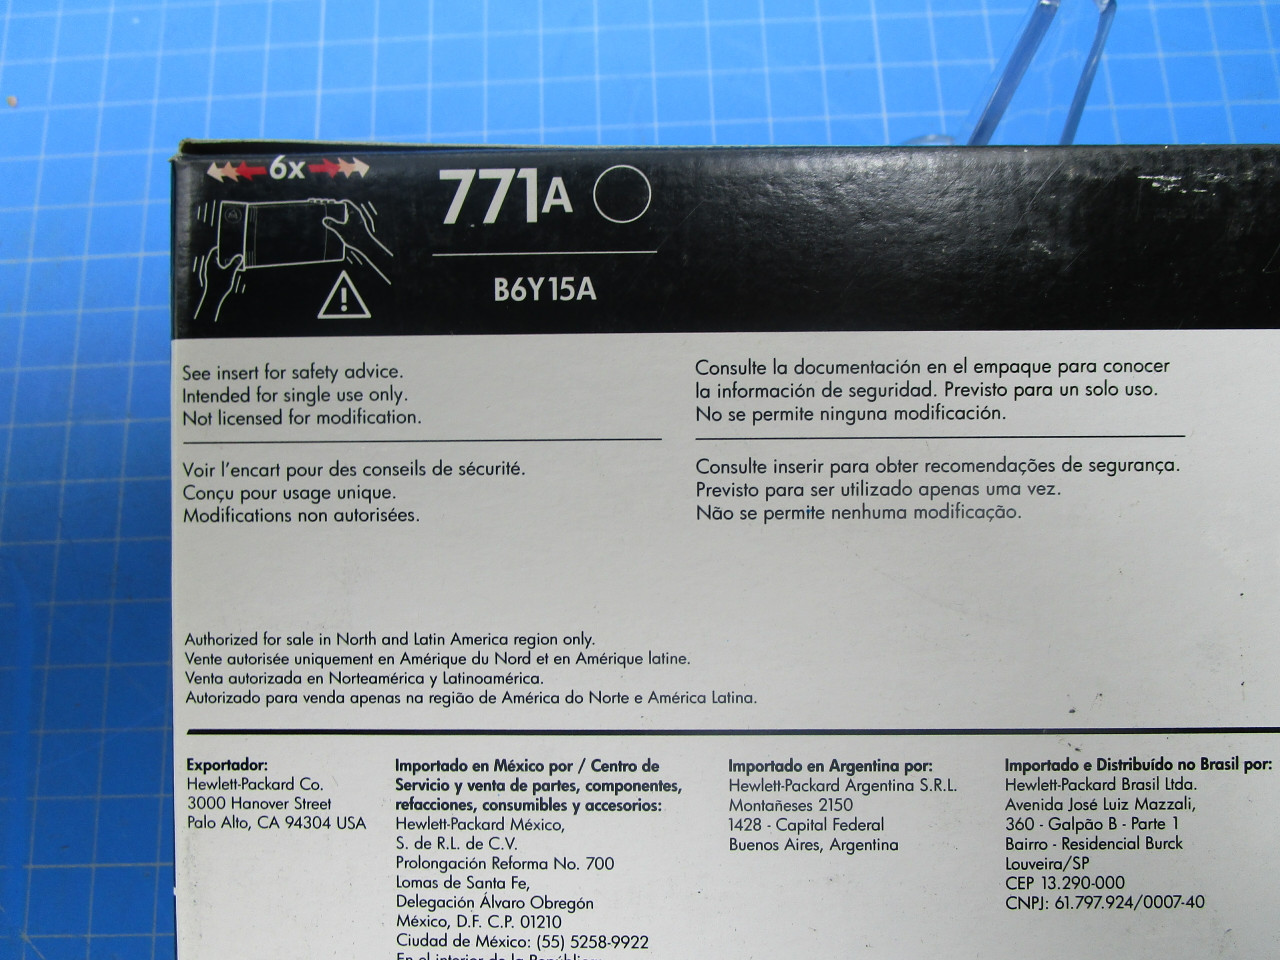 6x
771A
B6Y15A
See insert for safety advice.
Intended for single use only.
Not licensed for modification.
Consulte la documentación en el empaque para conocer
la información de seguridad. Previsto para un solo uso.
No se permite ninguna modificación.
Voir l'encart pour des conseils de sécurité.
Conçu pour usage unique.
Modifications non autorisées.
Consulte inserir para obter recomendações de segurança.
Previsto para ser utilizado apenas uma vez.
Não se permite nenhuma modificação.
Authorized for sale in North and Latin America region only.
Vente autorisée uniquement en Amérique du Nord et en Amérique latine.
Venta autorizada en Norteamérica y Latinoamérica.
Autorizado para venda apenas na região de América do Norte e América Latina.
Exportador:
Hewlett-Packard Co.
3000 Hanover Street
Palo Alto, CA 94304 USA
Importado en México por / Centro de
Servicio y venta de partes, componentes,
refacciones, consumibles y accesorios:
Hewlett-Packard México,
S. de R.L. de C.V.
Prolongación Reforma No. 700
Lomas de Santa Fe,
Delegación Álvaro Obregón
México, D.F. C.P. 01210
Ciudad de México: (55) 5258-9922
En el interior de la República:
Importado en Argentina por:
Hewlett-Packard Argentina S.R.L.
Montañeses 2150
1428 - Capital Federal
Buenos Aires, Argentina
Importado e Distribuído no Brasil por:
Hewlett-Packard Brasil Ltda.
Avenida José Luiz Mazzali,
360 - Galpão B - Parte 1
Bairro - Residencial Burck
Louveira/SP
CEP 13.290-000
CNPJ: 61.797.924/0007-40